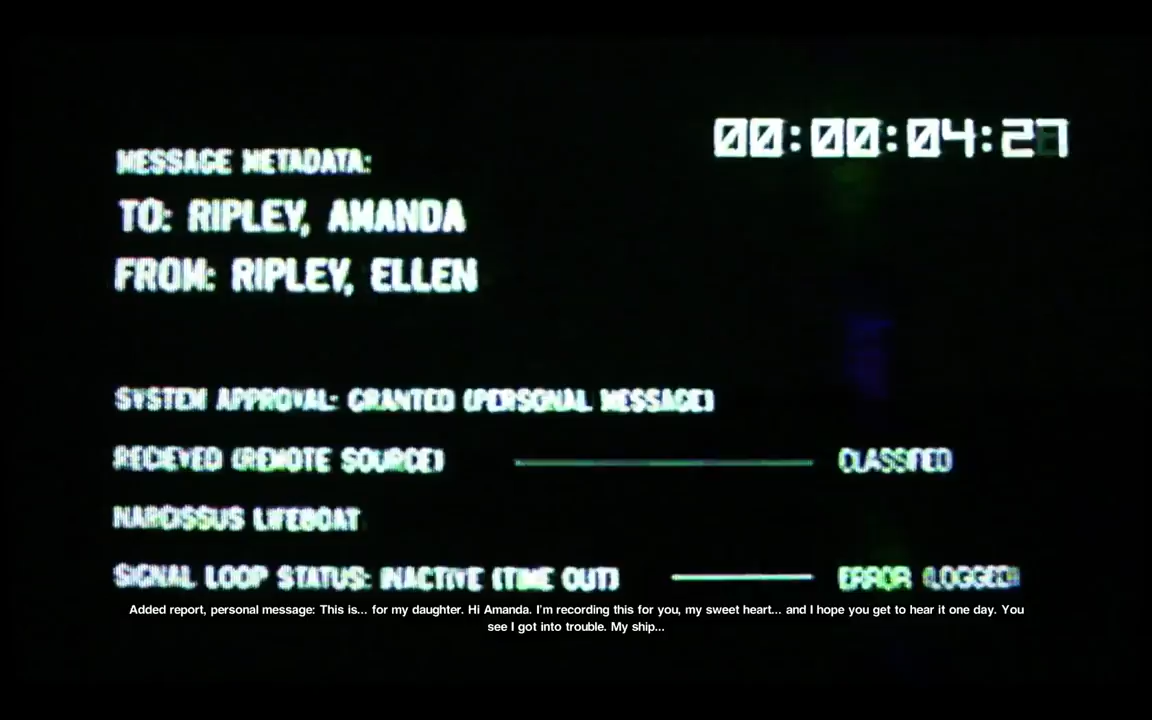 00:00:04:27
MESSAGE METADATA:
TO: RIPLEY, AMANDA
FROM: RIPLEY, ELLEN
SYSTEM APPROVAL: GRANTED (PERSONAL MESSAGE)
RECIEVED (REMOTE SOURCE) CLASSIFIED
NARCISSUS LIFEBOAT
SIGNAL LOOP STATUS: INACTIVE (TIME OUT) ERROR (LOGGED)
Added report, personal message: This is... for my daughter. Hi Amanda. I'm recording this for you, my sweet heart... and I hope you get to hear it one day. You
see I got into trouble. My ship...